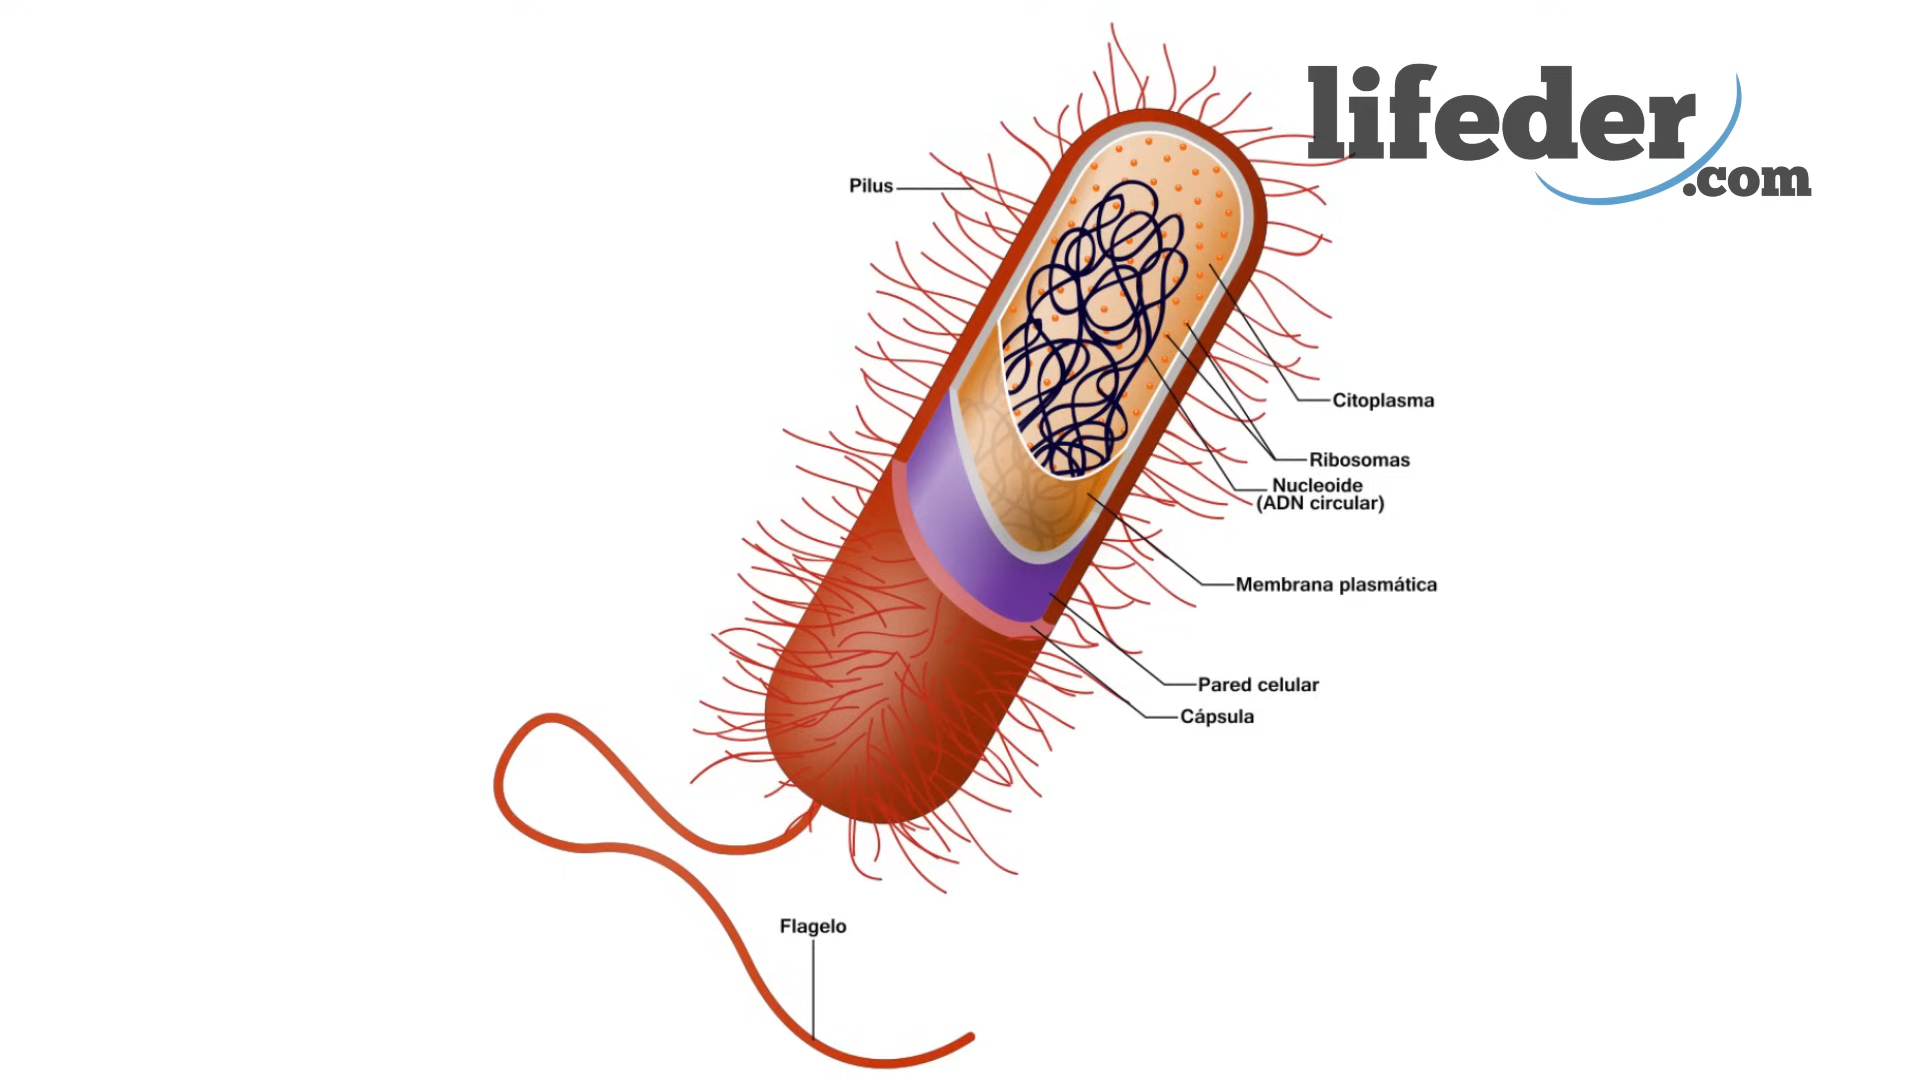 lifeder
.com
Pilus
Citoplasma
Ribosomas
Nucleoide
(ADN circular)
Membrana plasmática
Pared celular
Cápsula
Flagelo